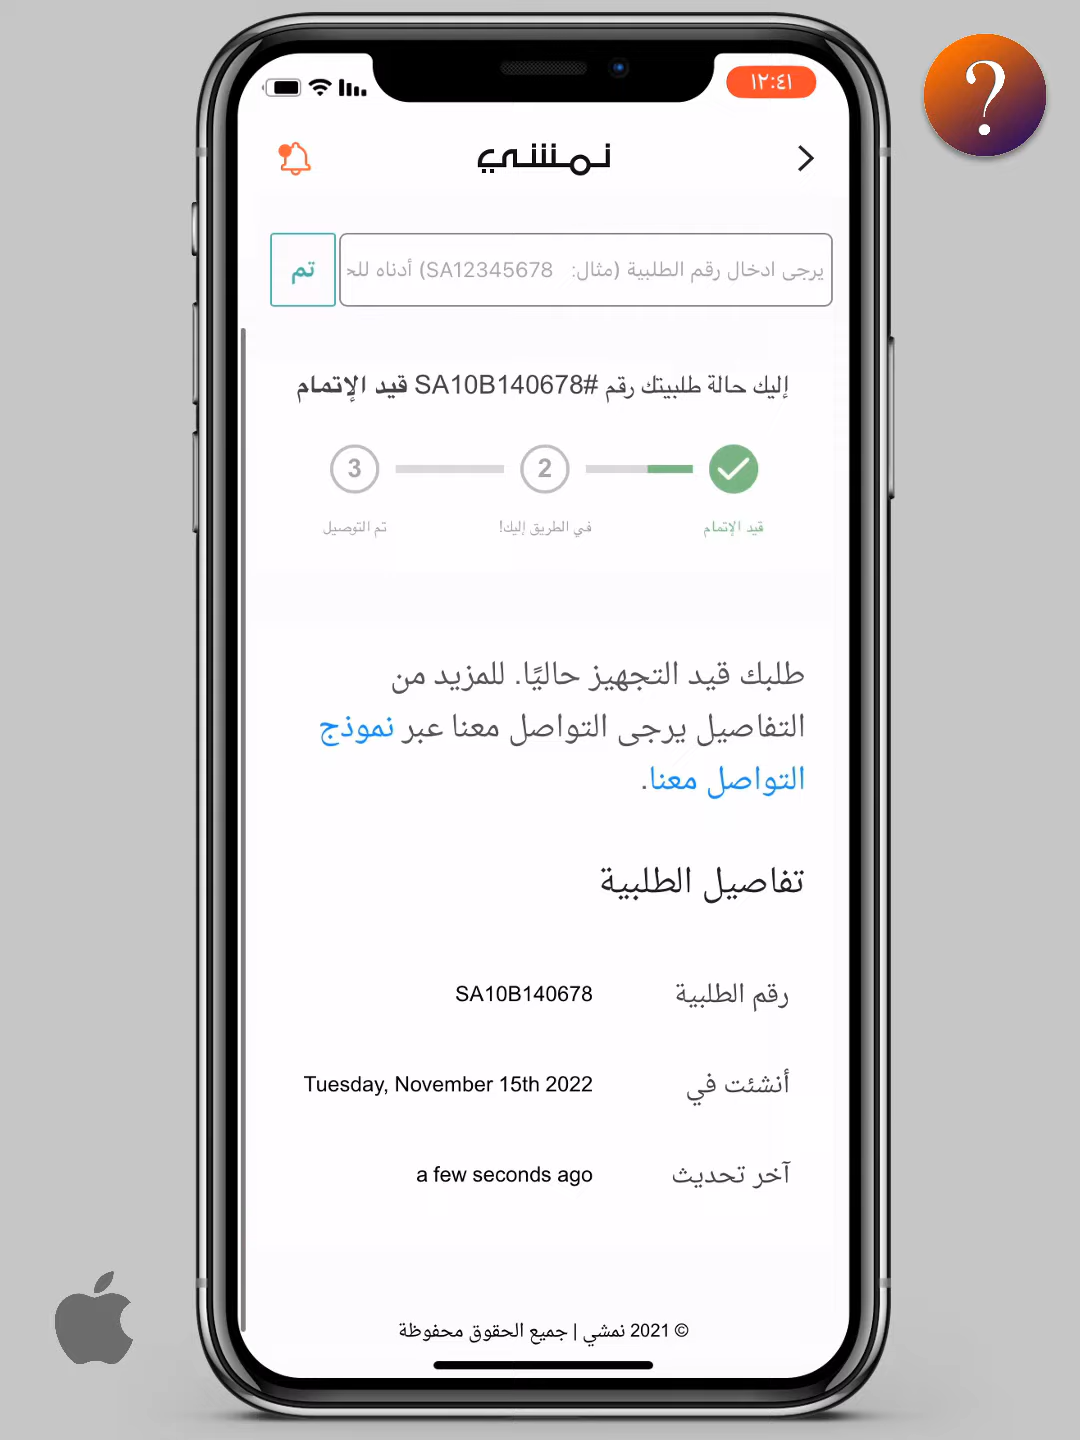 ١٢:٤١
?
نمشي
يرجى ادخال رقم الطلبية (مثال: SA12345678) أدناه للح
تم
إليك حالة طلبيتك رقم #SA10B140678 قيد الإتمام
2
3
قيد الإتمام
في الطريق إليك!
تم التوصيل
طلبك قيد التجهيز حاليًا. للمزيد من
التفاصيل يرجى التواصل معنا عبر نموذج
التواصل معنا.
تفاصيل الطلبية
رقم الطلبية SA10B140678
أنشئت في Tuesday, November 15th 2022
آخر تحديث a few seconds ago
© 2021 نمشي | جميع الحقوق محفوظة